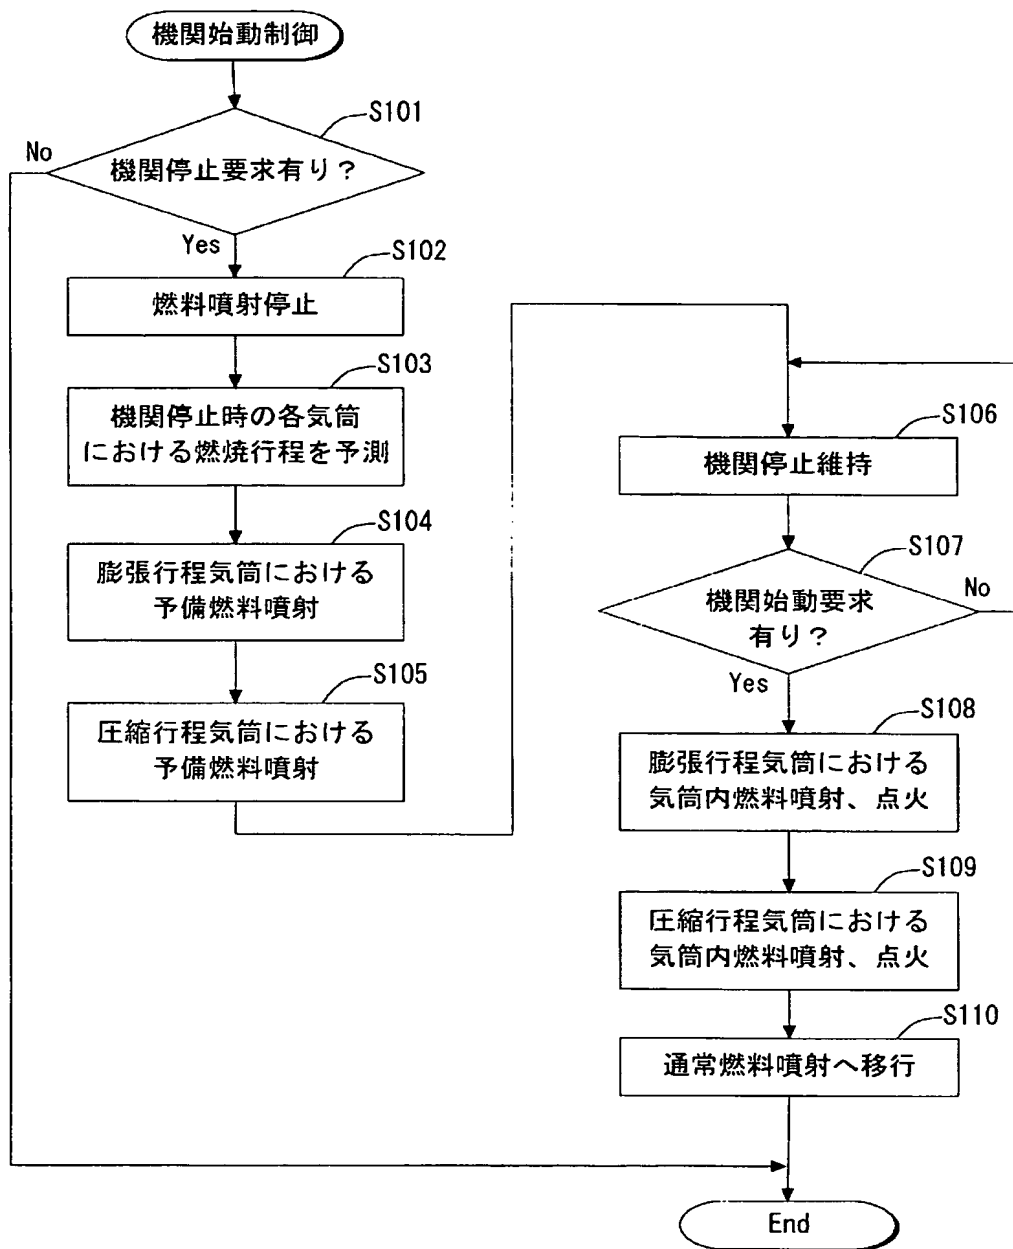 機関始動制御
S101
No
機関停止要求有り?
Yes
S102
燃料噴射停止
S103
機関停止時の各気筒
における燃焼行程を予測
S104
膨張行程気筒における
予備燃料噴射
S105
圧縮行程気筒における
予備燃料噴射
S106
機関停止維持
S107
No
機関始動要求
有り?
Yes
S108
膨張行程気筒における
気筒内燃料噴射、点火
S109
圧縮行程気筒における
気筒内燃料噴射、点火
S110
通常燃料噴射へ移行
End